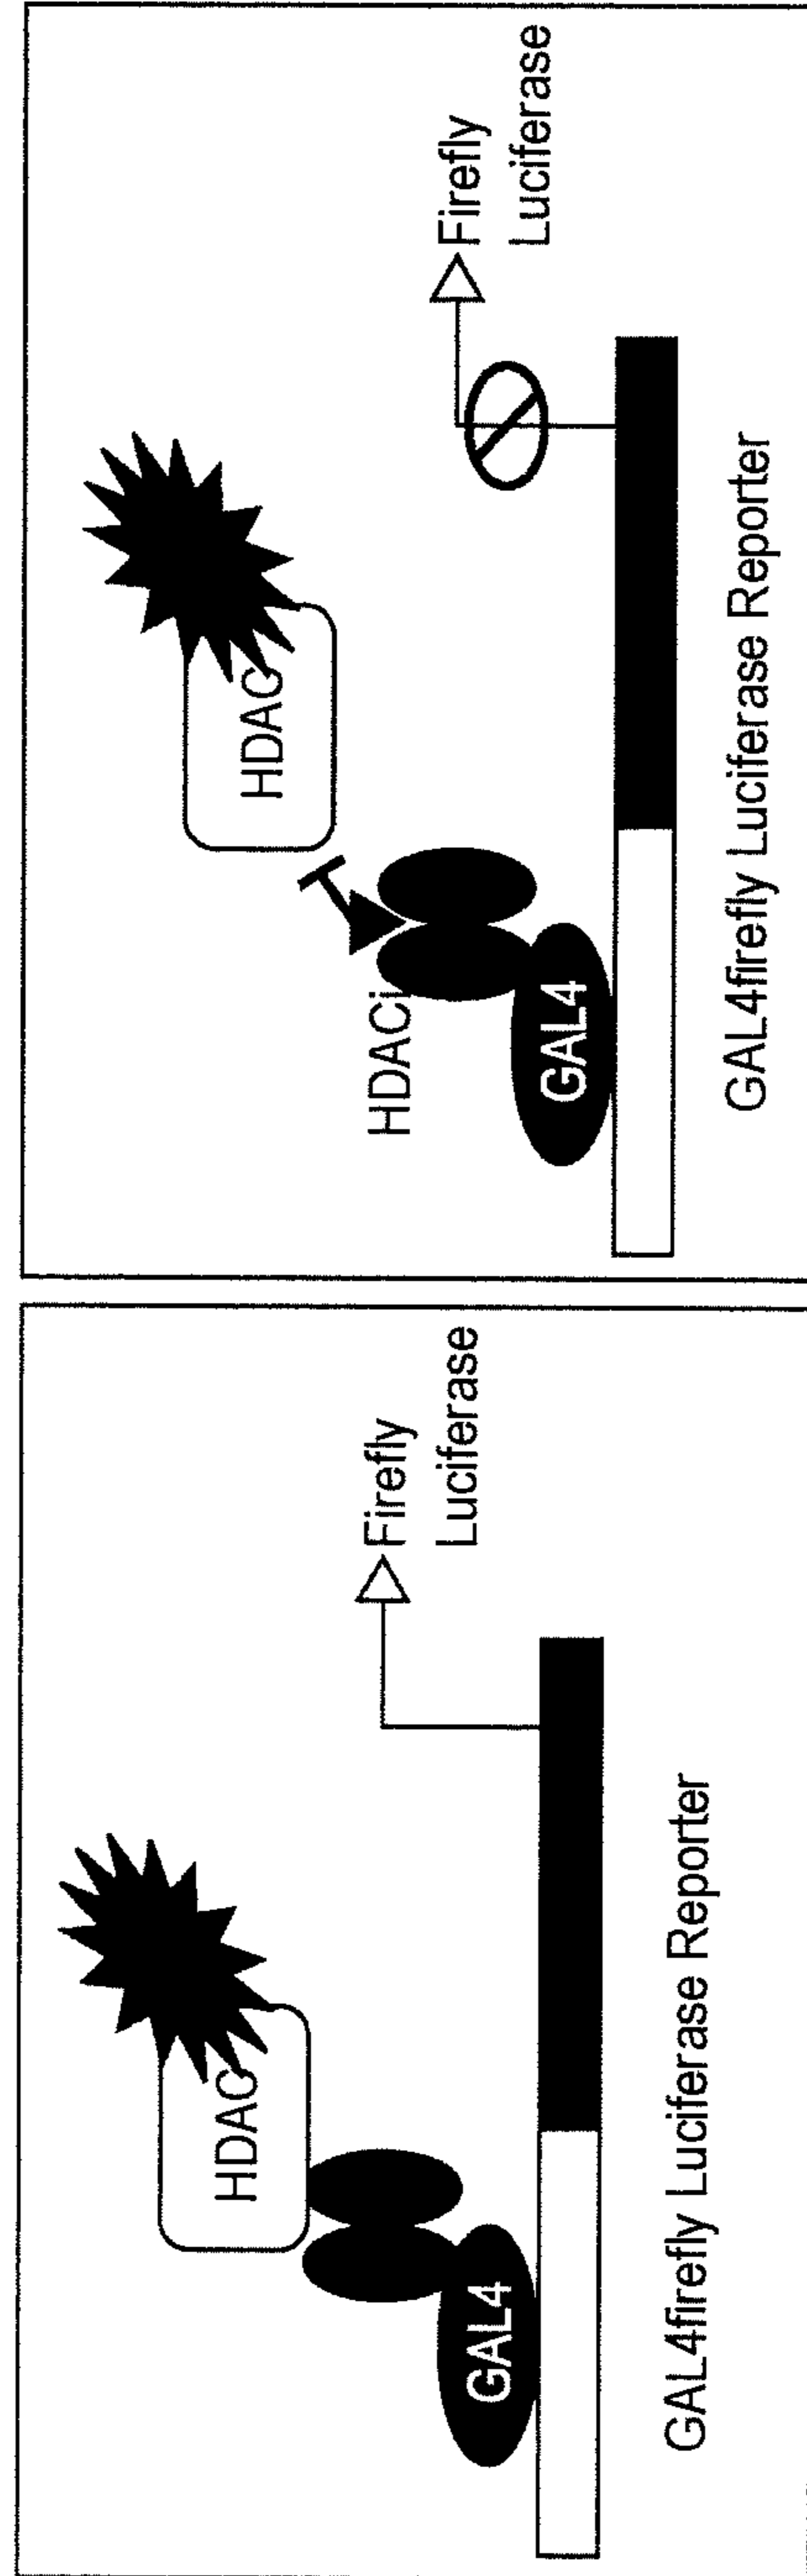 HDAC
Firefly
Luciferase
GAL4
GAL4firefly Luciferase Reporter
HDAC
HDACi
Firefly
Luciferase
GAL4
GAL4firefly Luciferase Reporter